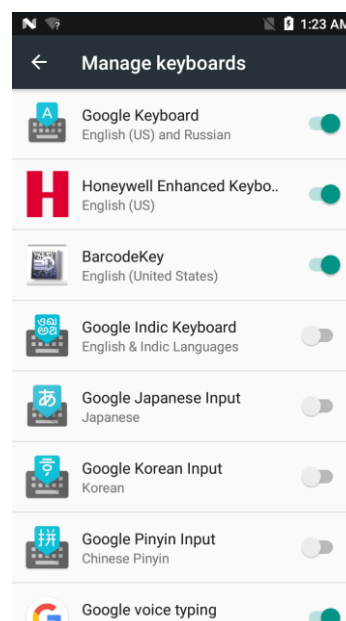 1:23 AM
Manage keyboards
Google Keyboard
English (US) and Russian
Honeywell Enhanced Keybo..
English (US)
BarcodeKey
English (United States)
Google Indic Keyboard
English & Indic Languages
Google Japanese Input
Japanese
Google Korean Input
Korean
Google Pinyin Input
Chinese Pinyin
Google voice typing